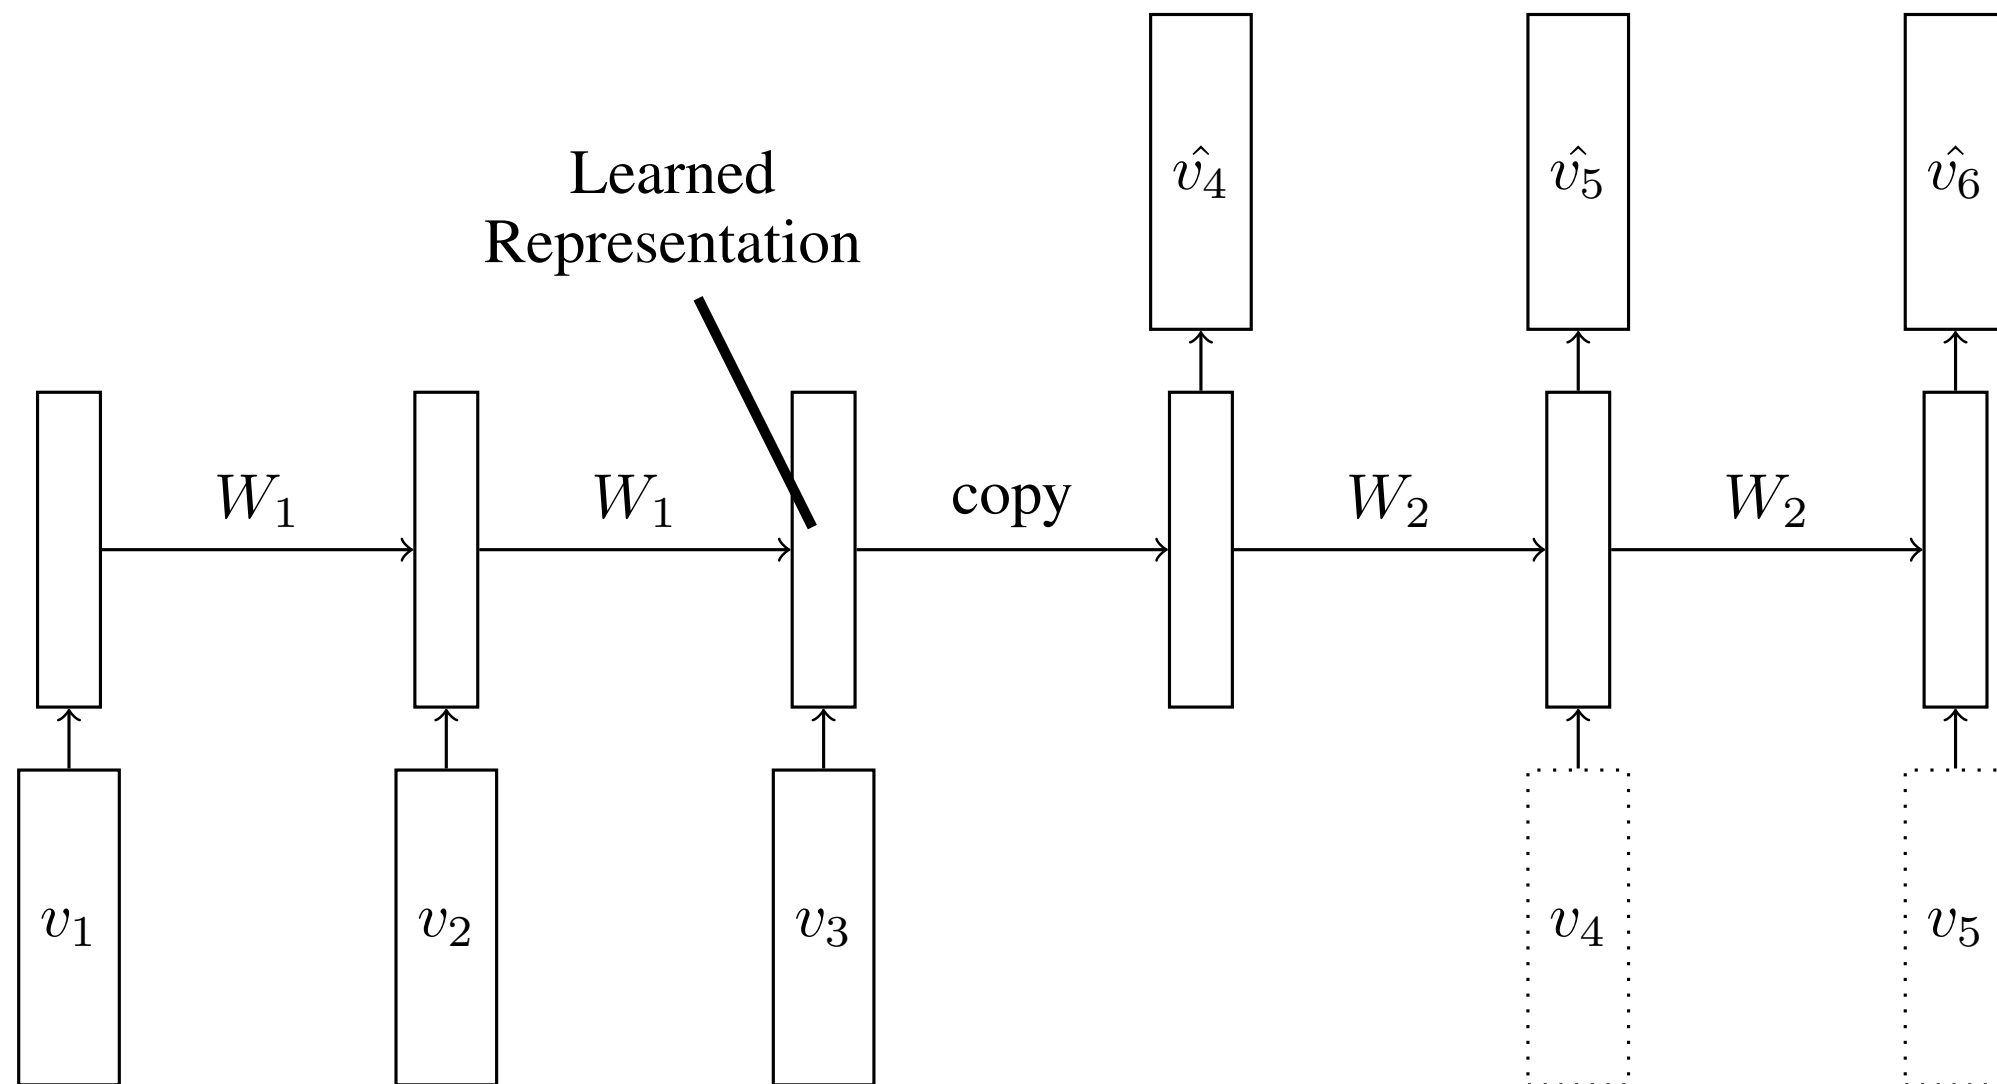 v̂₄ v̂₅ v̂₆
Learned
Representation
W₁ W₁ copy W₂ W₂
v₁ v₂ v₃ v₄ v₅